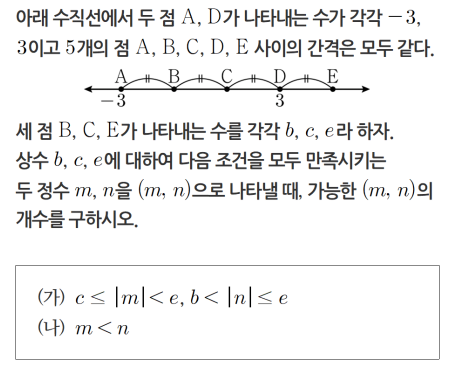 아래 수직선에서 두 점 A, D가 나타내는 수가 각각 −3,
3이고 5개의 점 A, B, C, D, E 사이의 간격은 모두 같다.
A B C D E
−3 3
세 점 B, C, E가 나타내는 수를 각각 b, c, e라 하자.
상수 b, c, e에 대하여 다음 조건을 모두 만족시키는
두 정수 m, n을 (m, n)으로 나타낼 때, 가능한 (m, n)의
개수를 구하시오.
(가) c ≤ |m| < e, b < |n| ≤ e
(나) m < n